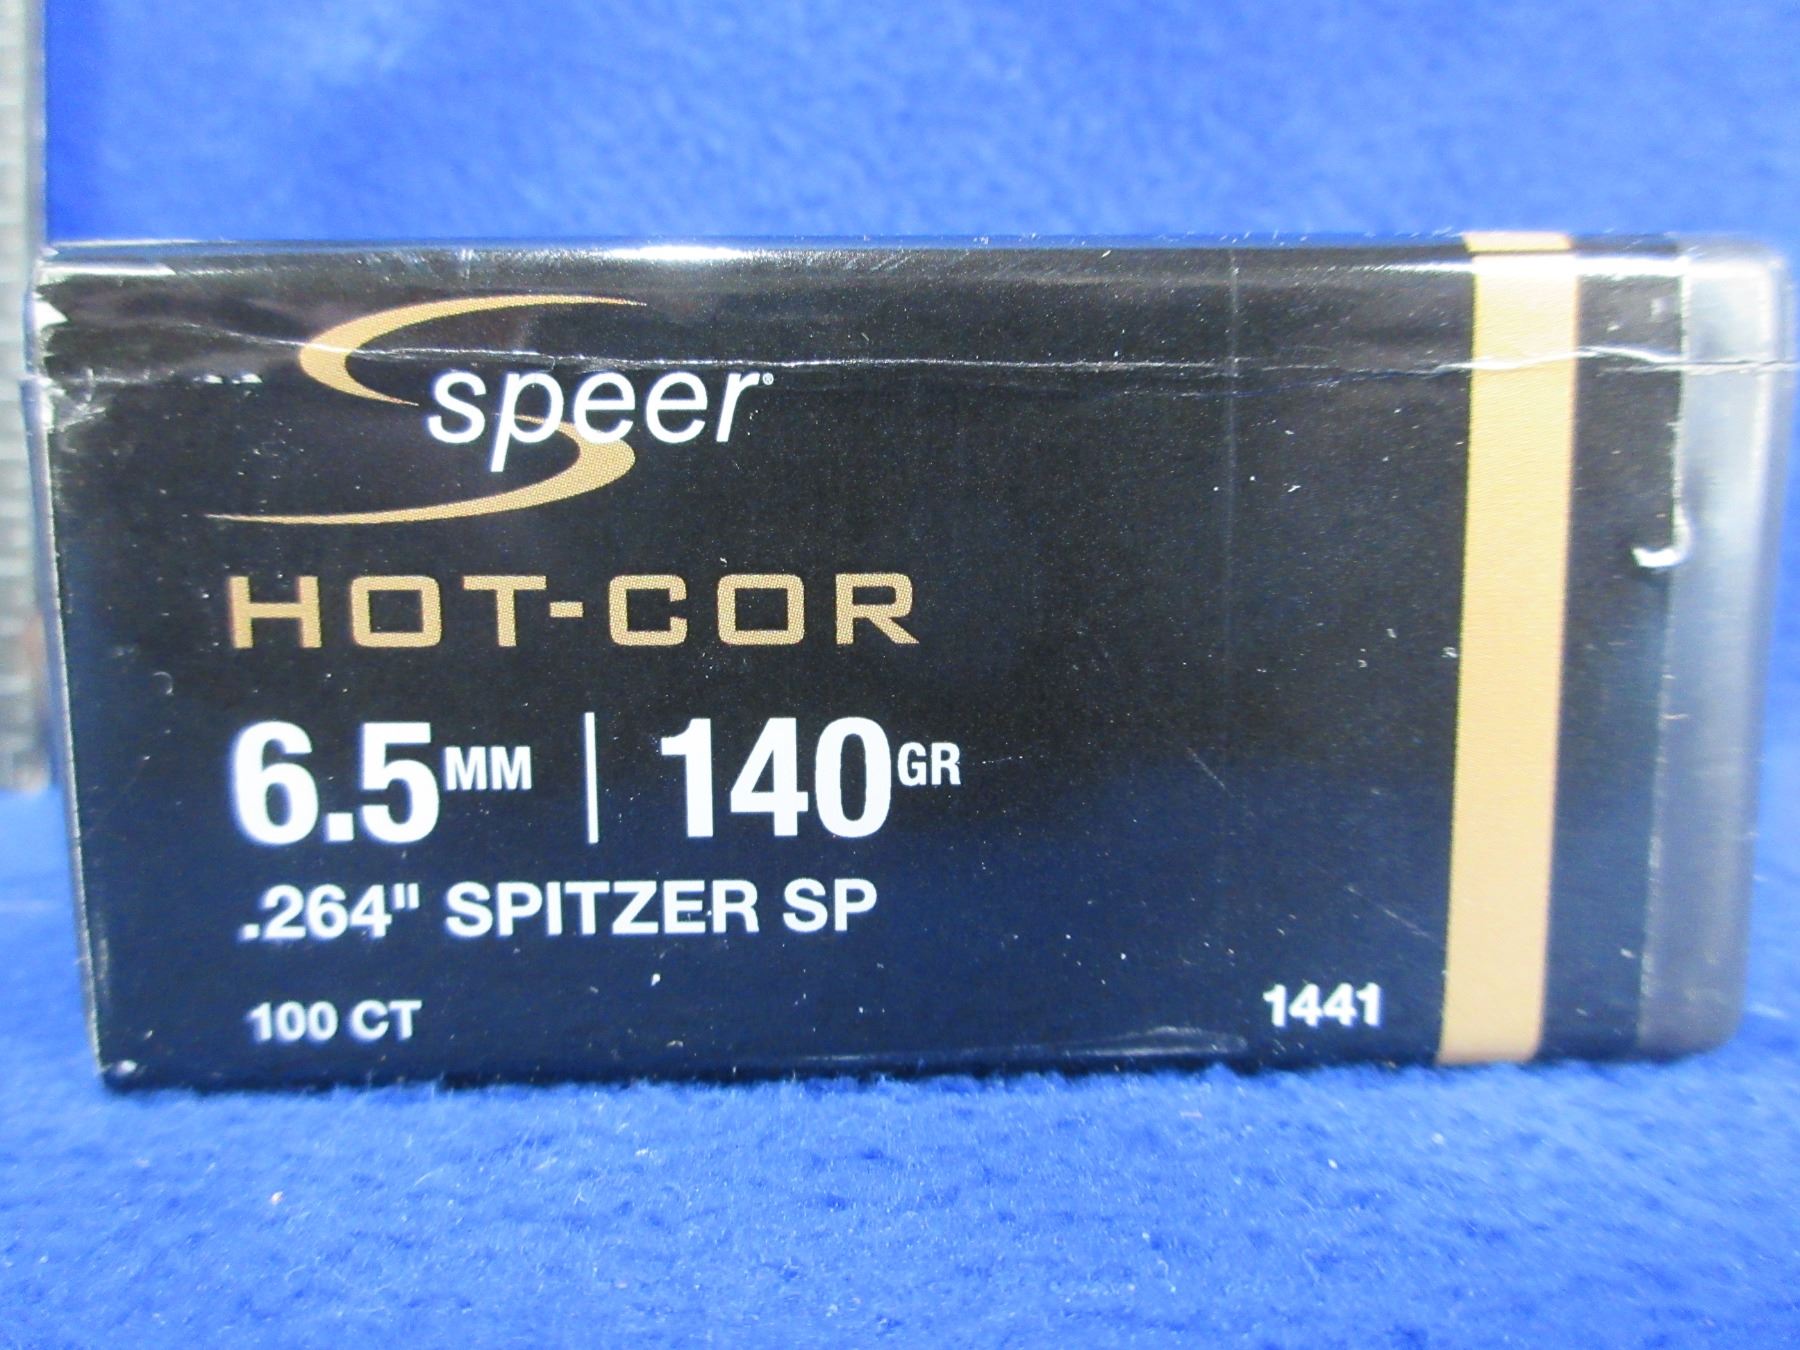 speer®
HOT-COR
6.5MM | 140GR
.264" SPITZER SP
100 CT
1441